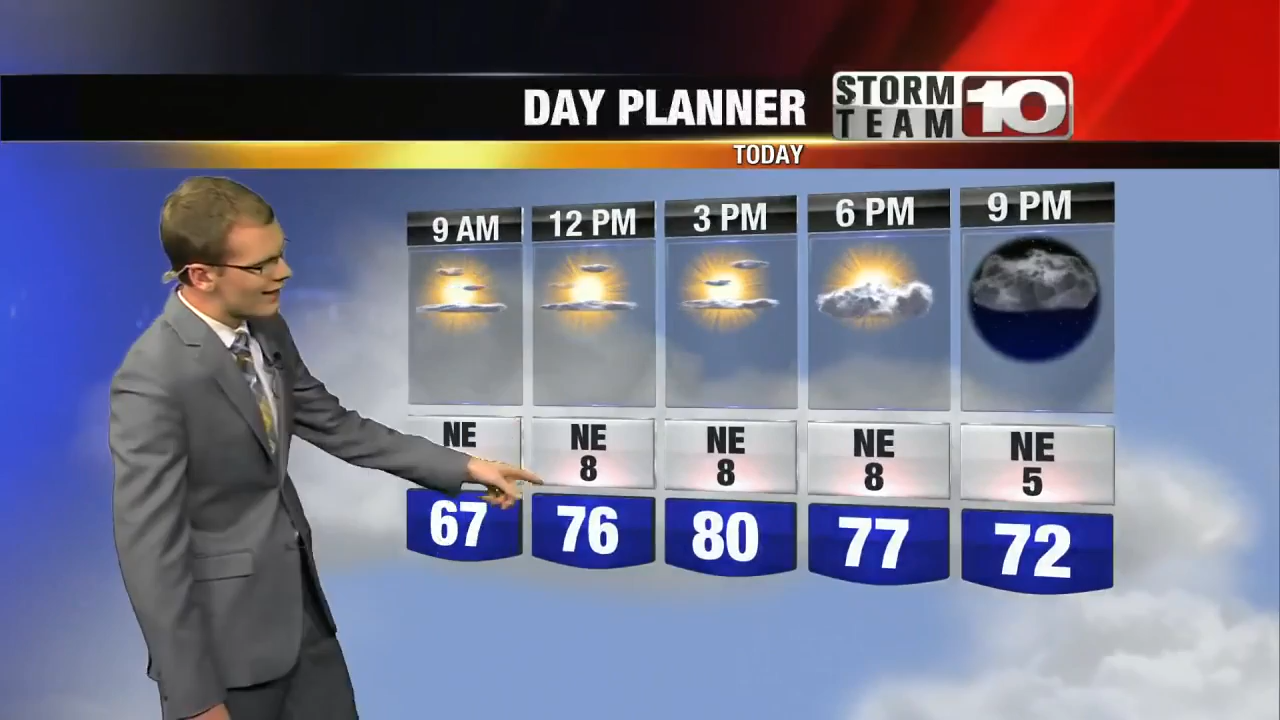 DAY PLANNER
STORM TEAM 10
TODAY
9 AM 12 PM 3 PM 6 PM 9 PM
NE NE NE NE NE
8 8 8 5
67 76 80 77 72